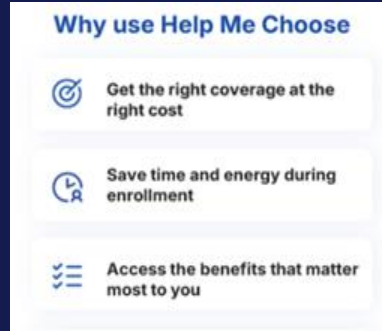 Why use Help Me Choose
Get the right coverage at the
right cost
Save time and energy during
enrollment
Access the benefits that matter
most to you